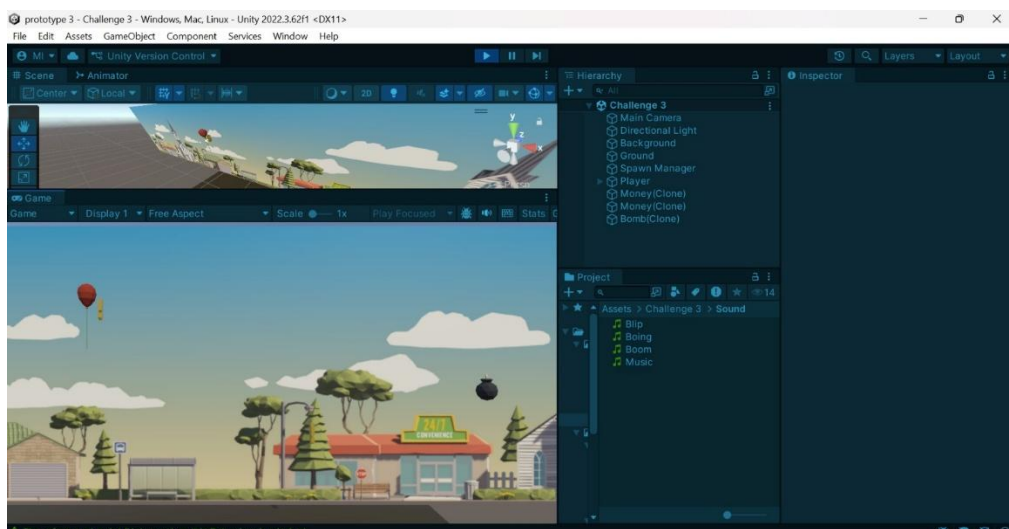 prototype 3 - Challenge 3 - Windows, Mac, Linux - Unity 2022.3.62f1 <DX11>
File Edit Assets GameObject Component Services Window Help
MI Unity Version Control Layers Layout
Scene Animator
Center Local 2D
y
z
x
Game
Game Display 1 Free Aspect Scale 1x Play Focused Stats
24/7
CONVENIENCE
Hierarchy
All
Challenge 3
Main Camera
Directional Light
Background
Ground
Spawn Manager
Player
Money(Clone)
Money(Clone)
Bomb(Clone)
Project
14
Assets > Challenge 3 > Sound
Blip
Boing
Boom
Music
Inspector